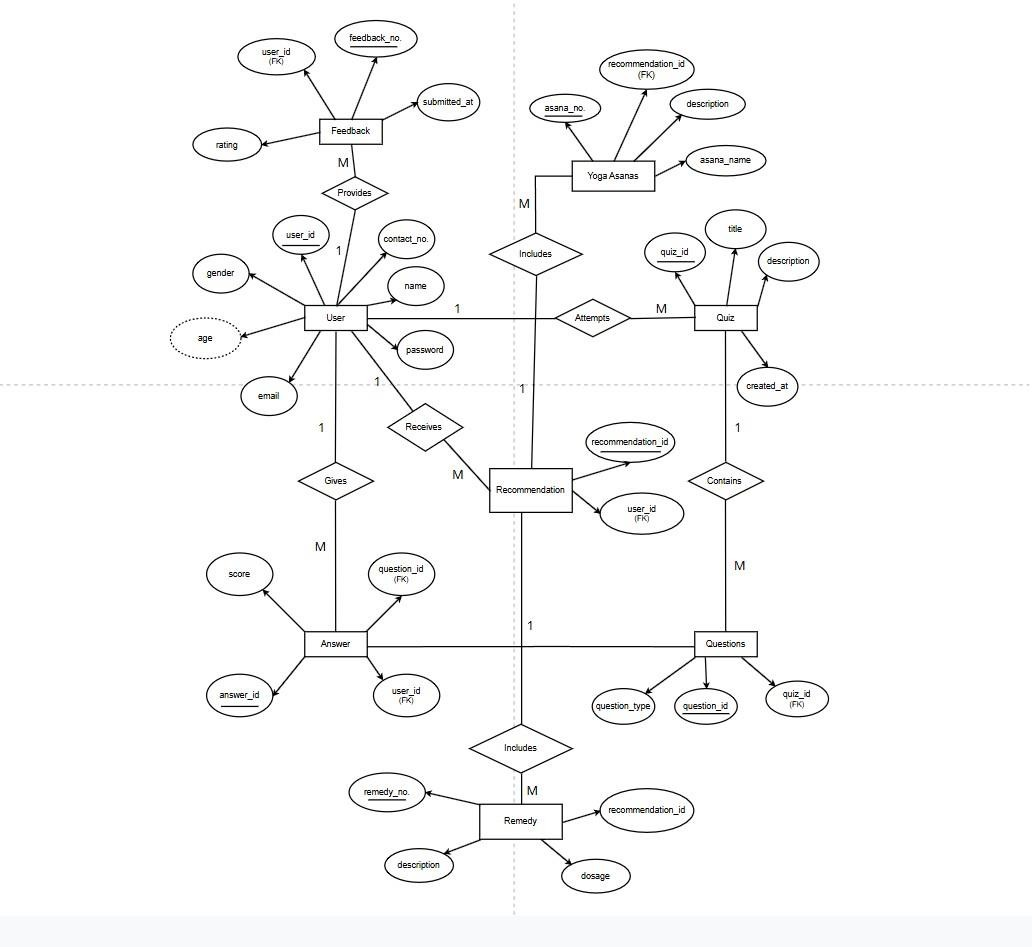 feedback_no.
user_id
(FK)
recommendation_id
(FK)
submitted_at
description
asana_no.
Feedback
rating
asana_name
M
Yoga Asanas
Provides
M
title
user_id
contact_no.
1
quiz_id
Includes
description
gender
name
1
M
User
Attempts
Quiz
age
password
1
1
created_at
email
1
Receives
1
recommendation_id
M
Gives
Contains
Recommendation
user_id
(FK)
M
M
score
question_id
(FK)
1
Answer
Questions
answer_id
user_id
(FK)
question_type
question_id
quiz_id
(FK)
Includes
remedy_no.
M
recommendation_id
Remedy
description
dosage